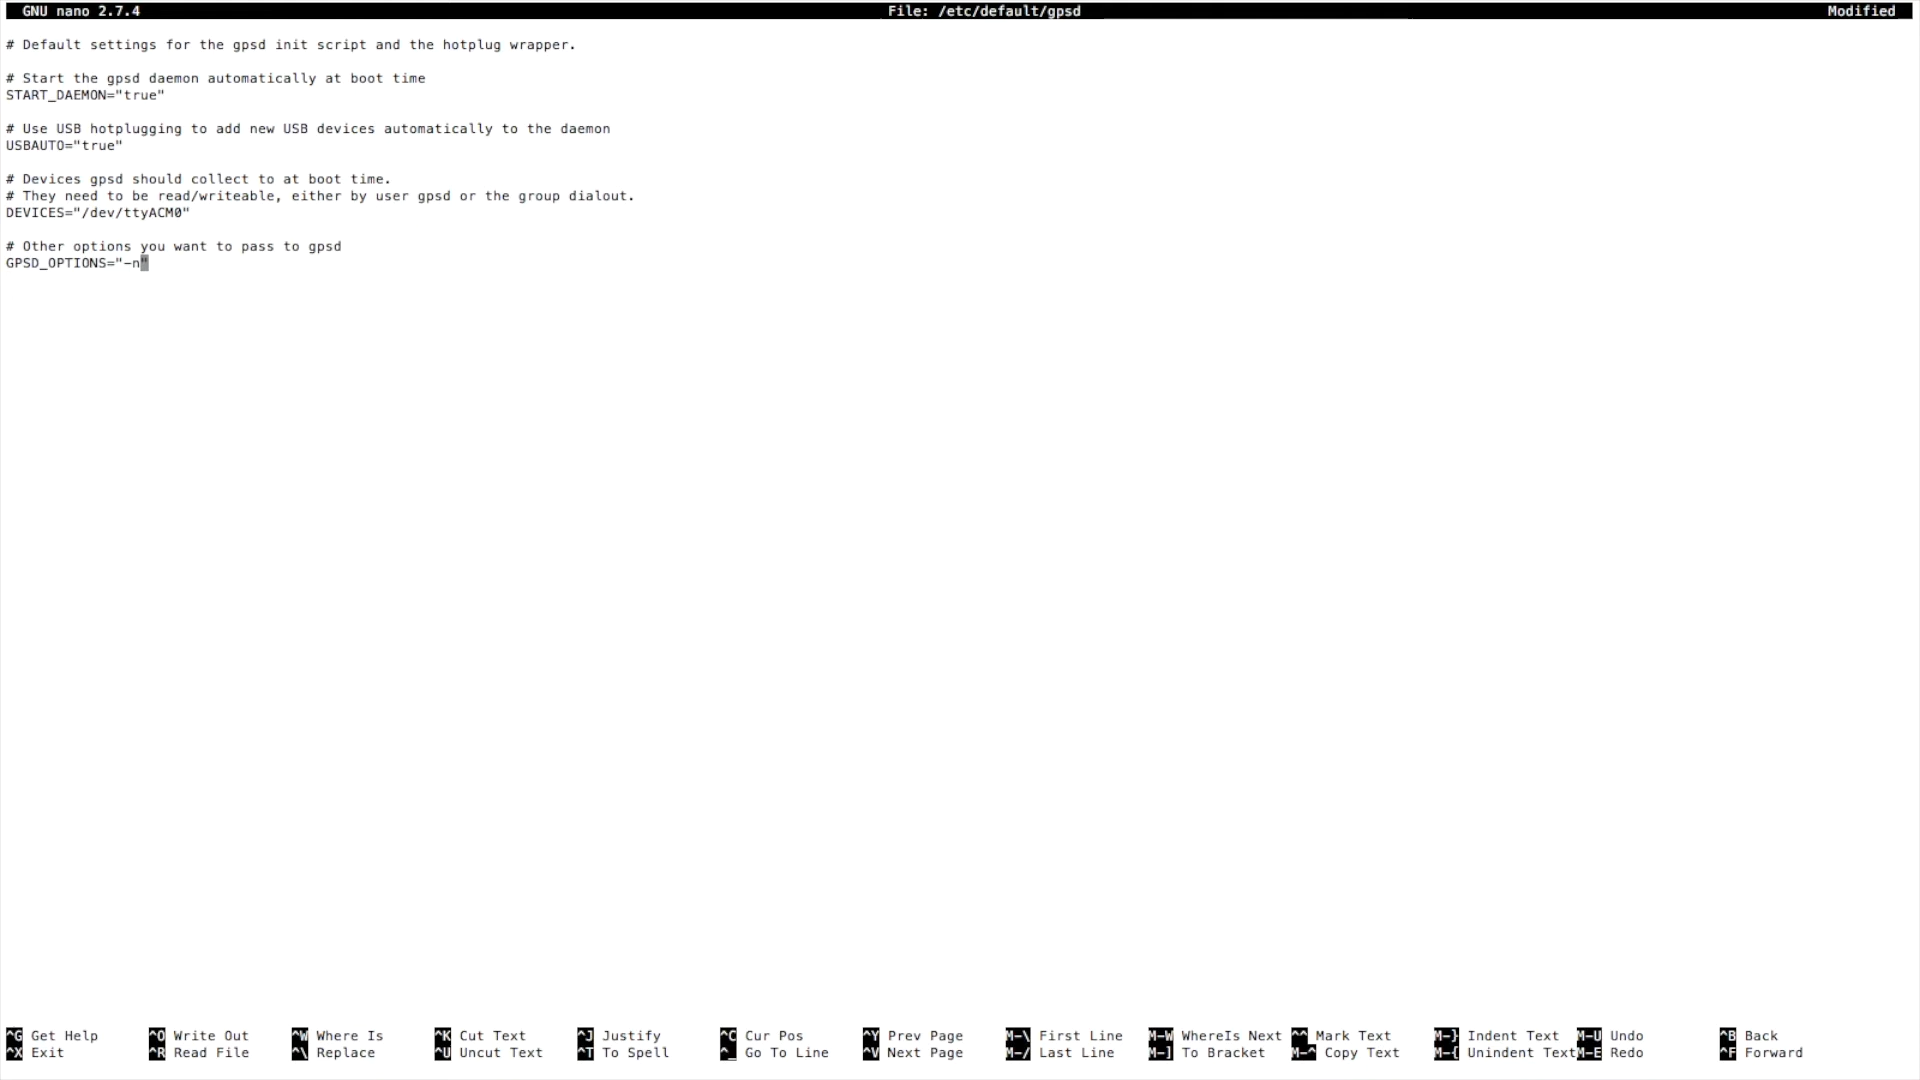 GNU nano 2.7.4 File: /etc/default/gpsd Modified
# Default settings for the gpsd init script and the hotplug wrapper.
# Start the gpsd daemon automatically at boot time
START_DAEMON="true"
# Use USB hotplugging to add new USB devices automatically to the daemon
USBAUTO="true"
# Devices gpsd should collect to at boot time.
# They need to be read/writeable, either by user gpsd or the group dialout.
DEVICES="/dev/ttyACM0"
# Other options you want to pass to gpsd
GPSD_OPTIONS="-n"
^G Get Help ^O Write Out ^W Where Is ^K Cut Text ^J Justify ^C Cur Pos ^Y Prev Page M-\ First Line M-W WhereIs Next ^^ Mark Text M-} Indent Text M-U Undo ^B Back
^X Exit ^R Read File ^\ Replace ^U Uncut Text ^T To Spell ^_ Go To Line ^V Next Page M-/ Last Line M-] To Bracket M-^ Copy Text M-{ Unindent Text M-E Redo ^F Forward